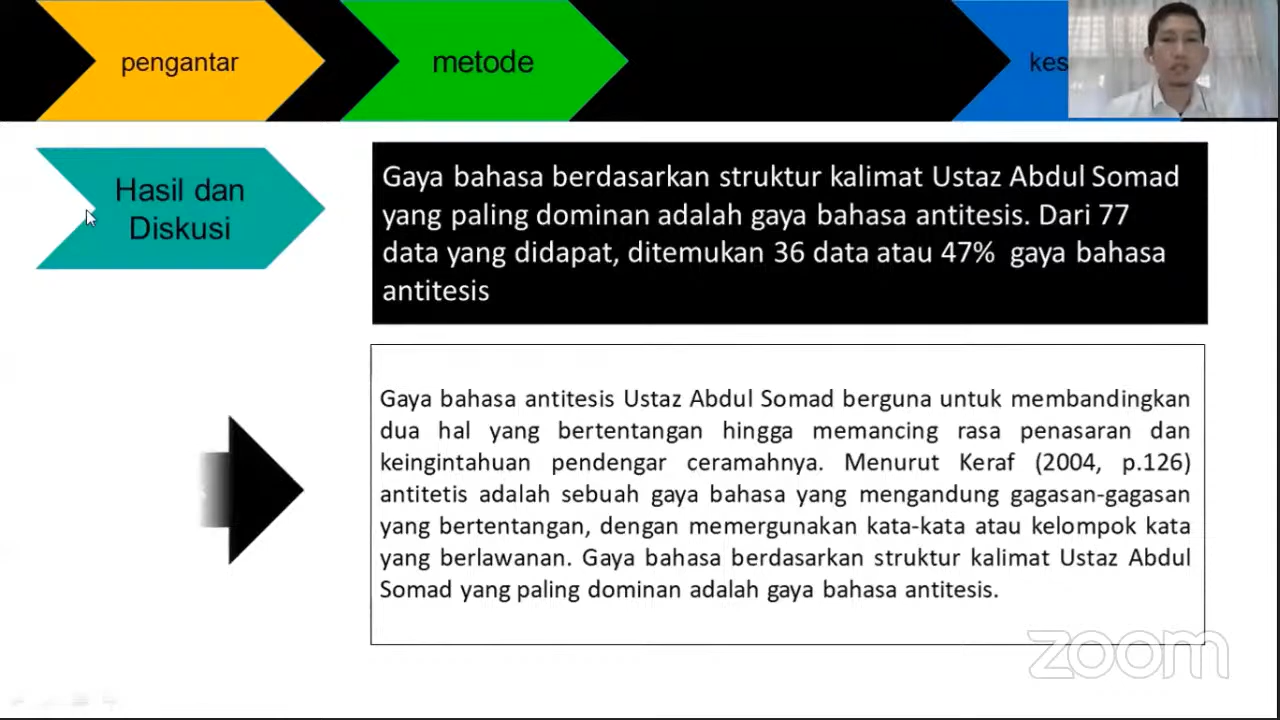 pengantar
metode
kes
Hasil dan
Diskusi
Gaya bahasa berdasarkan struktur kalimat Ustaz Abdul Somad
yang paling dominan adalah gaya bahasa antitesis. Dari 77
data yang didapat, ditemukan 36 data atau 47% gaya bahasa
antitesis
Gaya bahasa antitesis Ustaz Abdul Somad berguna untuk membandingkan
dua hal yang bertentangan hingga memancing rasa penasaran dan
keingintahuan pendengar ceramahnya. Menurut Keraf (2004, p.126)
antitetis adalah sebuah gaya bahasa yang mengandung gagasan-gagasan
yang bertentangan, dengan memergunakan kata-kata atau kelompok kata
yang berlawanan. Gaya bahasa berdasarkan struktur kalimat Ustaz Abdul
Somad yang paling dominan adalah gaya bahasa antitesis.
zoom